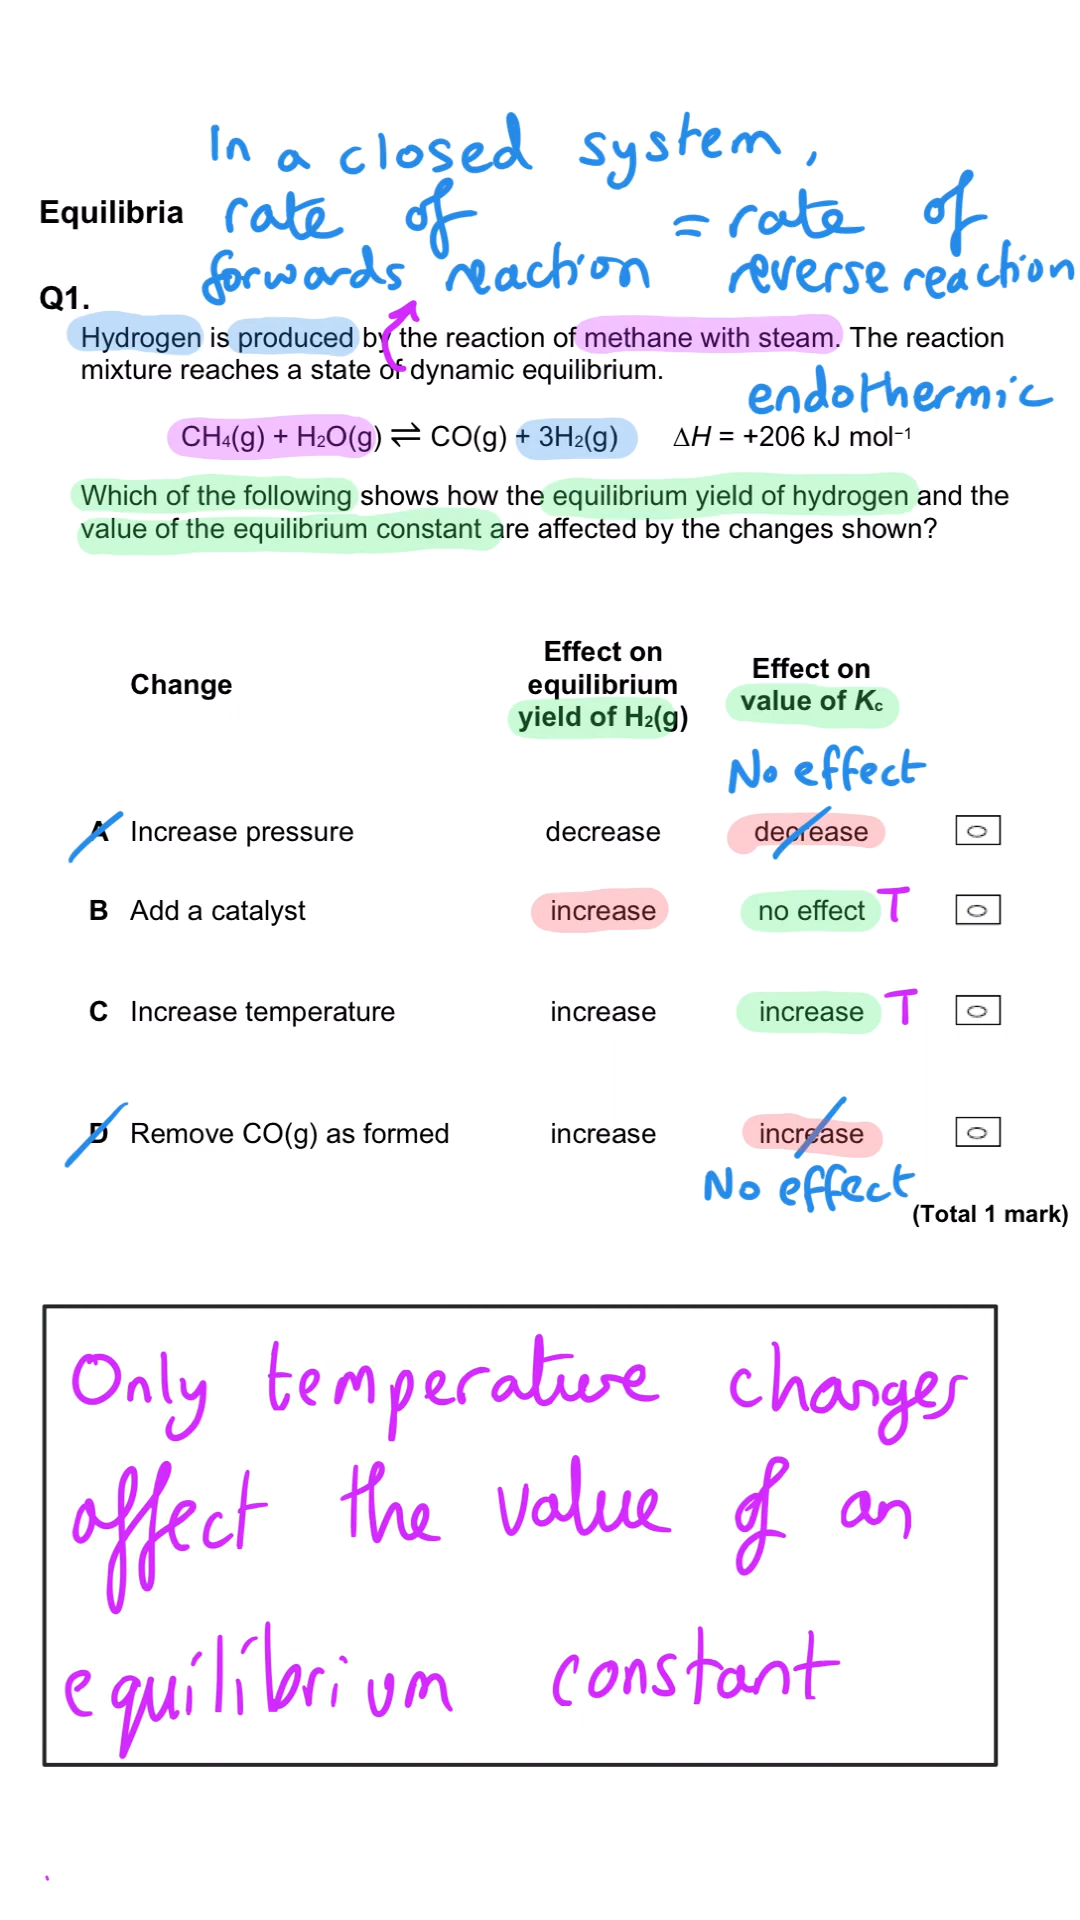 In a closed system,
Equilibria rate of = rate of
forwards reaction reverse reaction
Q1.
Hydrogen is produced by the reaction of methane with steam. The reaction
mixture reaches a state of dynamic equilibrium.
endothermic
CH₄(g) + H₂O(g) ⇌ CO(g) + 3H₂(g) ΔH = +206 kJ mol⁻¹
Which of the following shows how the equilibrium yield of hydrogen and the
value of the equilibrium constant are affected by the changes shown?
Change
Effect on
equilibrium
yield of H₂(g)
Effect on
value of Kc
No effect
A Increase pressure decrease decrease
B Add a catalyst increase no effect T
C Increase temperature increase increase T
D Remove CO(g) as formed increase increase
No effect
(Total 1 mark)
Only temperature changes
affect the value of an
equilibrium constant